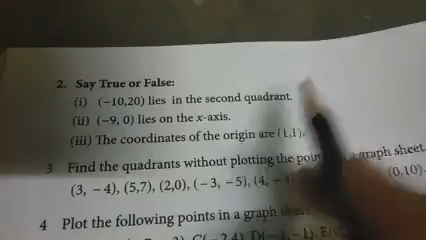 2. Say True or False:
(i) (−10,20) lies in the second quadrant.
(ii) (−9, 0) lies on the x-axis.
(iii) The coordinates of the origin are (1,1).
3 Find the quadrants without plotting the graph sheet.
(3, −4), (5,7), (2,0), (−3, −5), (4, (0,10).
4 Plot the following points in a graph